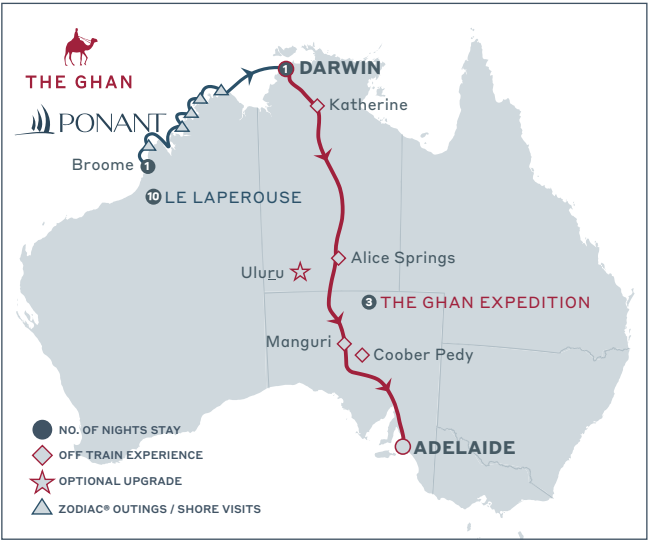 THE GHAN
PONANT
1 DARWIN
Katherine
Broome 1
10 LE LAPEROUSE
Alice Springs
Uluṟu
3 THE GHAN EXPEDITION
Manguri
Coober Pedy
ADELAIDE
NO. OF NIGHTS STAY
OFF TRAIN EXPERIENCE
OPTIONAL UPGRADE
ZODIAC® OUTINGS / SHORE VISITS